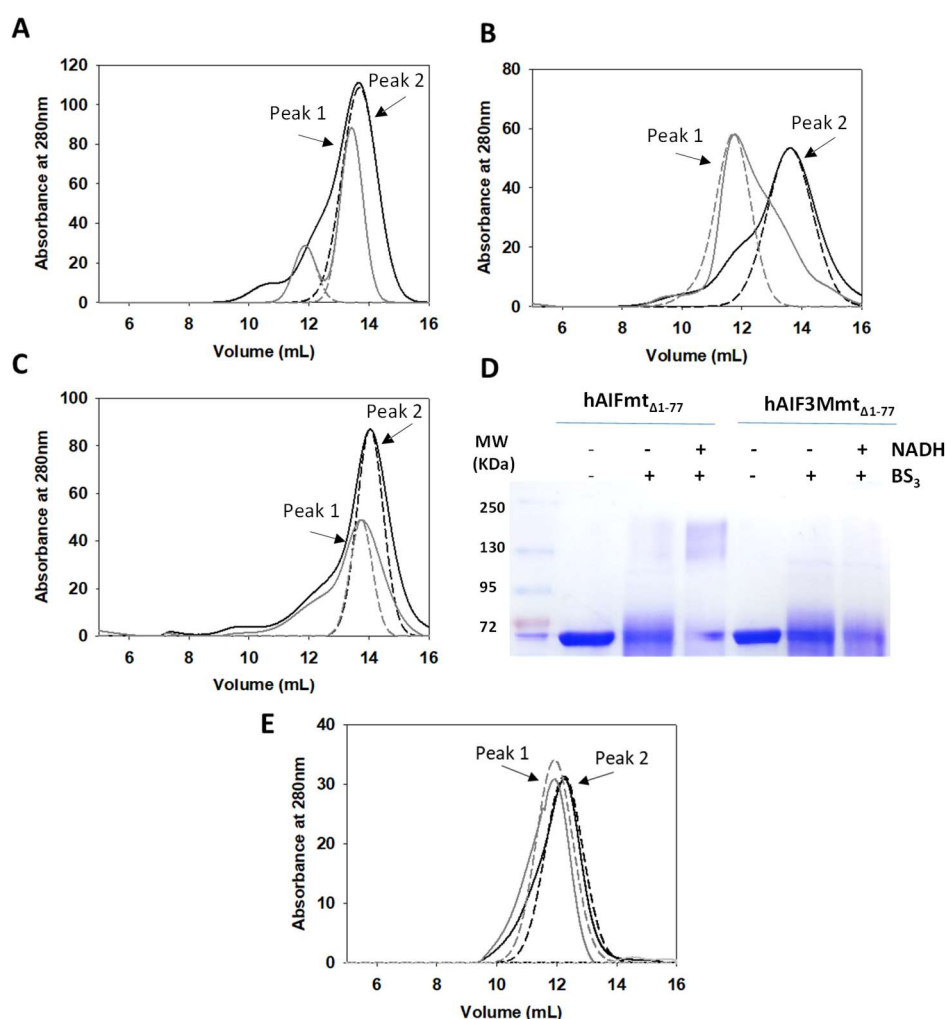 A
Absorbance at 280nm
120
100
80
60
40
20
0
6 8 10 12 14 16
Volume (mL)
Peak 1
Peak 2
B
Absorbance at 280nm
80
60
40
20
0
6 8 10 12 14 16
Volume (mL)
Peak 1
Peak 2
C
Absorbance at 280nm
100
80
60
40
20
0
6 8 10 12 14 16
Volume (mL)
Peak 1
Peak 2
D
hAIFmtΔ1-77 hAIF3MmtΔ1-77
MW
(KDa)
- - + - - + NADH
- + + - + + BS3
250
130
95
72
E
Absorbance at 280nm
40
30
20
10
0
6 8 10 12 14 16
Volume (mL)
Peak 1
Peak 2